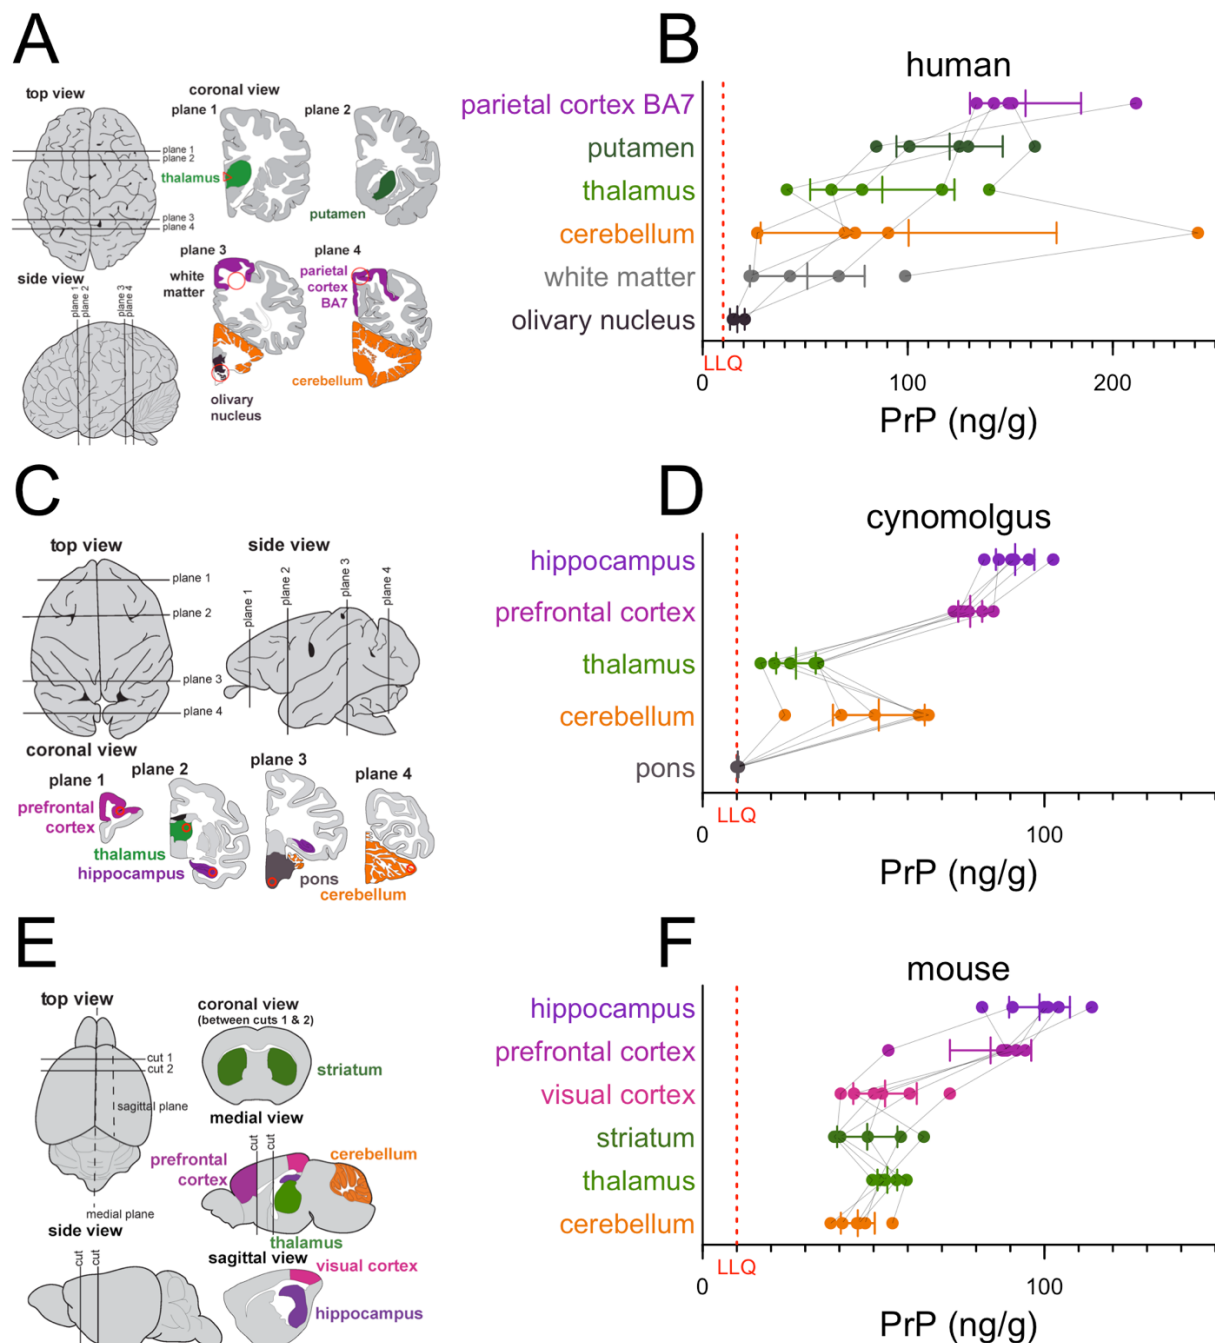 A
top view
coronal view
plane 1
plane 2
plane 1
plane 2
thalamus
putamen
plane 3
plane 4
plane 3
white
matter
plane 4
parietal
cortex
BA7
side view
plane 1
plane 2
plane 3
plane 4
cerebellum
olivary
nucleus
B
human
parietal cortex BA7
putamen
thalamus
cerebellum
white matter
olivary nucleus
LLQ
0
100
200
PrP (ng/g)
C
top view
side view
plane 1
plane 2
plane 3
plane 4
plane 1
plane 2
plane 3
plane 4
coronal view
plane 1
plane 2
plane 3
plane 4
prefrontal
cortex
thalamus
hippocampus
pons
cerebellum
D
cynomolgus
hippocampus
prefrontal cortex
thalamus
cerebellum
pons
LLQ
0
100
PrP (ng/g)
E
top view
cut 1
cut 2
sagittal plane
medial plane
coronal view
(between cuts 1 & 2)
striatum
medial view
cut
cut
prefrontal
cortex
cerebellum
thalamus
side view
cut
cut
sagittal view
visual cortex
hippocampus
F
mouse
hippocampus
prefrontal cortex
visual cortex
striatum
thalamus
cerebellum
LLQ
0
100
PrP (ng/g)